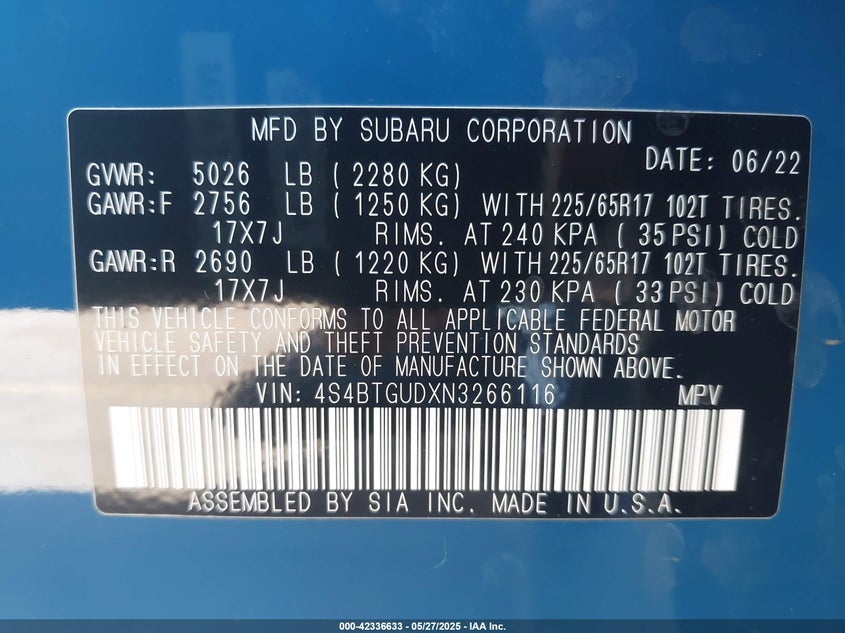 MFD BY SUBARU CORPORATION
DATE: 06/22
GVWR: 5026 LB ( 2280 KG)
GAWR:F 2756 LB ( 1250 KG) WITH 225/65R17 102T TIRES.
17X7J RIMS. AT 240 KPA ( 35 PSI) COLD
GAWR:R 2690 LB ( 1220 KG) WITH 225/65R17 102T TIRES.
17X7J RIMS. AT 230 KPA ( 33 PSI) COLD
THIS VEHICLE CONFORMS TO ALL APPLICABLE FEDERAL MOTOR
VEHICLE SAFETY AND THEFT PREVENTION STANDARDS
IN EFFECT ON THE DATE OF MANUFACTURE SHOWN ABOVE.
VIN: 4S4BTGUDXN3266116 MPV
ASSEMBLED BY SIA INC. MADE IN U.S.A.
000-42336633 - 05/27/2025 - IAA Inc.